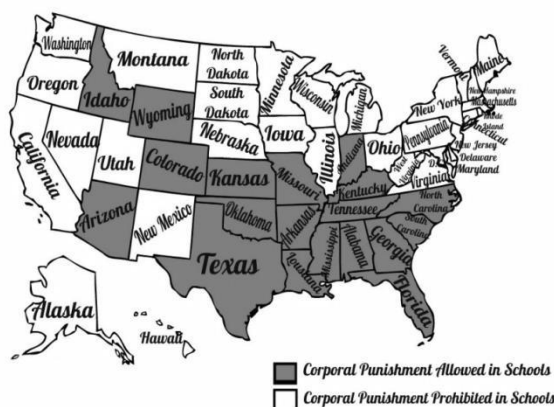 Washington
Montana
North
Dakota
Minnesota
Vermont
Maine
Oregon
Idaho
Wyoming
South
Dakota
Wisconsin
Michigan
New York
New Hampshire
Massachusetts
Rhode
Island
Connecticut
Nevada
Nebraska
Iowa
Illinois
Indiana
Ohio
Pennsylvania
New Jersey
Delaware
Maryland
California
Utah
Colorado
Kansas
Missouri
Kentucky
West
Virginia
Virginia
D.C.
Arizona
New Mexico
Oklahoma
Arkansas
Tennessee
North
Carolina
South
Carolina
Texas
Louisiana
Mississippi
Alabama
Georgia
Florida
Alaska
Hawaii
Corporal Punishment Allowed in Schools
Corporal Punishment Prohibited in Schools